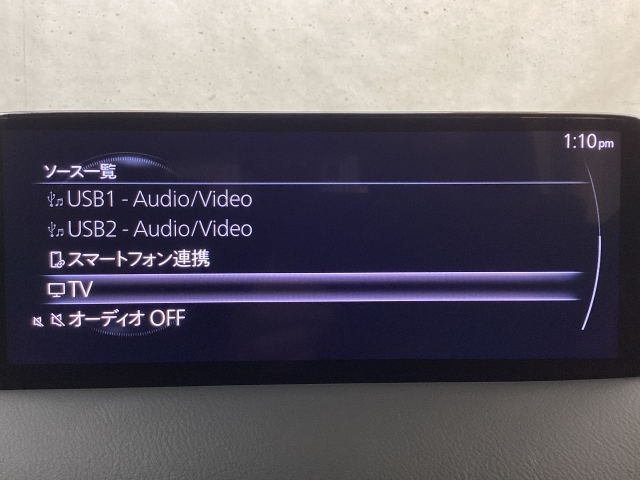 1:10pm
ソース一覧
USB1 - Audio/Video
USB2 - Audio/Video
スマートフォン連携
TV
オーディオ OFF